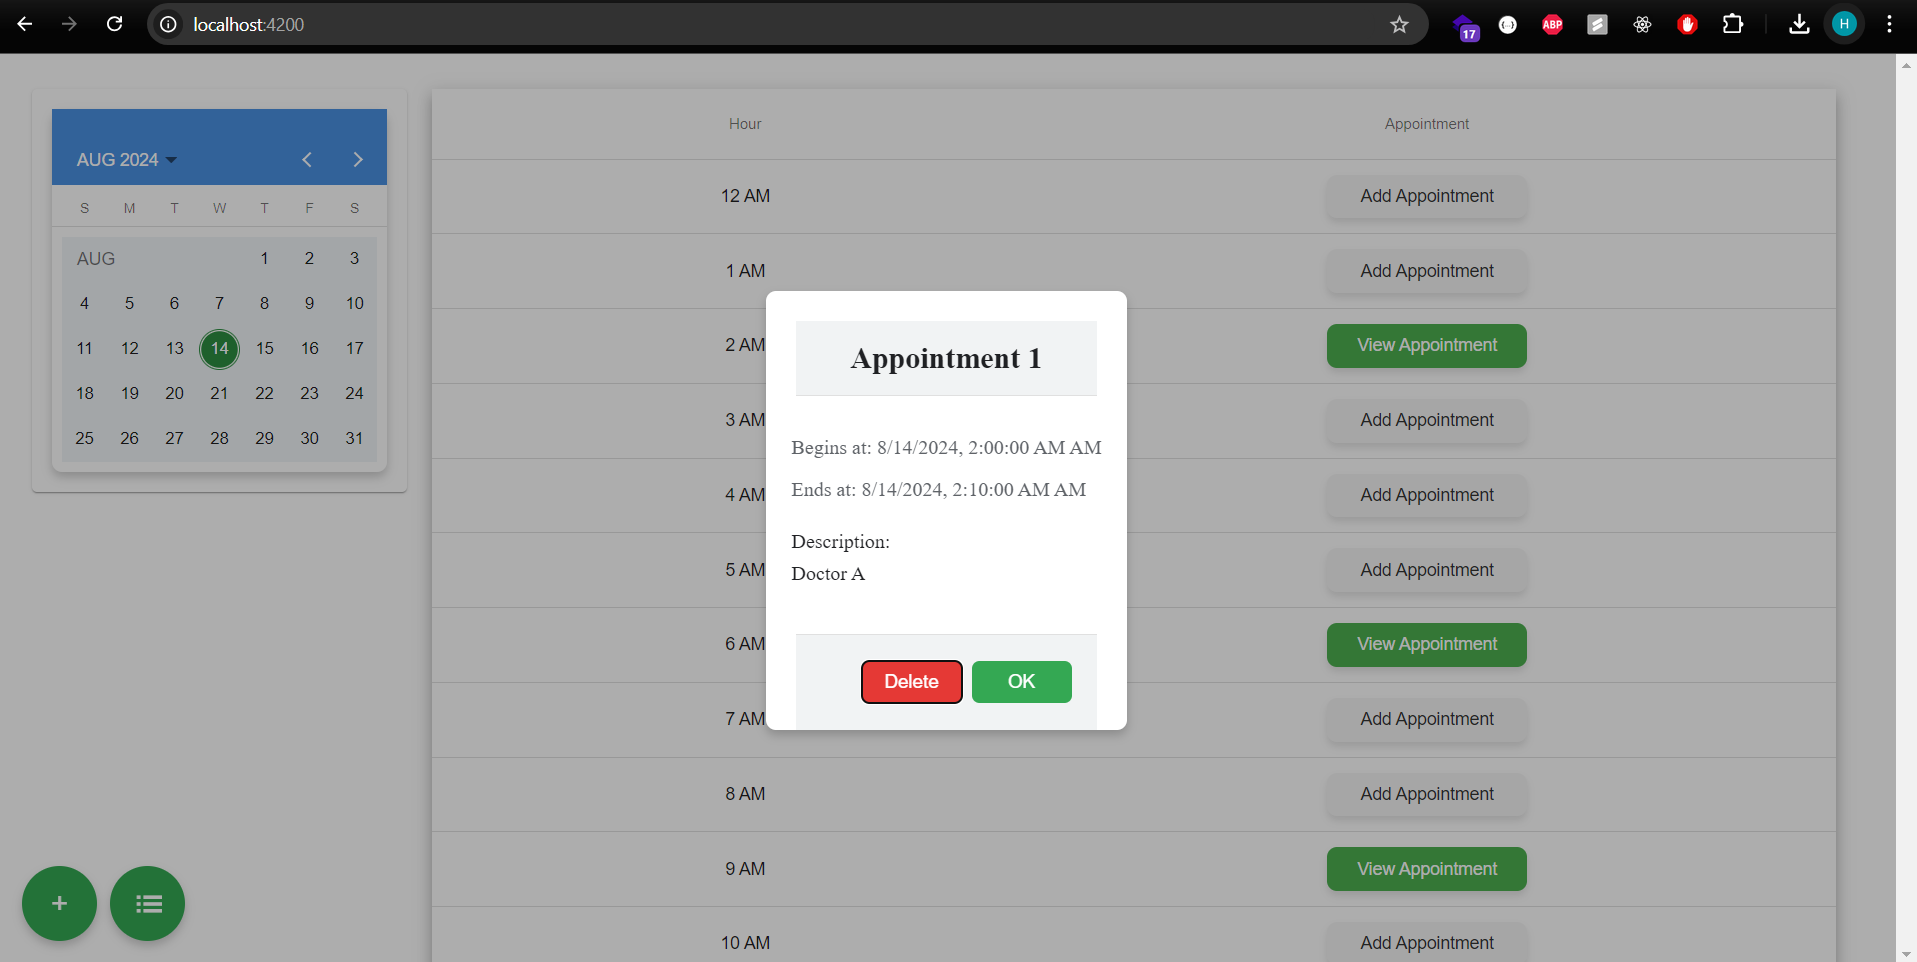 localhost:4200
17
ABP
H
AUG 2024
S M T W T F S
AUG 1 2 3
4 5 6 7 8 9 10
11 12 13 14 15 16 17
18 19 20 21 22 23 24
25 26 27 28 29 30 31
+
Hour Appointment
12 AM Add Appointment
1 AM Add Appointment
2 AM View Appointment
3 AM Add Appointment
4 AM Add Appointment
5 AM Add Appointment
6 AM View Appointment
7 AM Add Appointment
8 AM Add Appointment
9 AM View Appointment
10 AM Add Appointment
Appointment 1
Begins at: 8/14/2024, 2:00:00 AM AM
Ends at: 8/14/2024, 2:10:00 AM AM
Description:
Doctor A
Delete OK